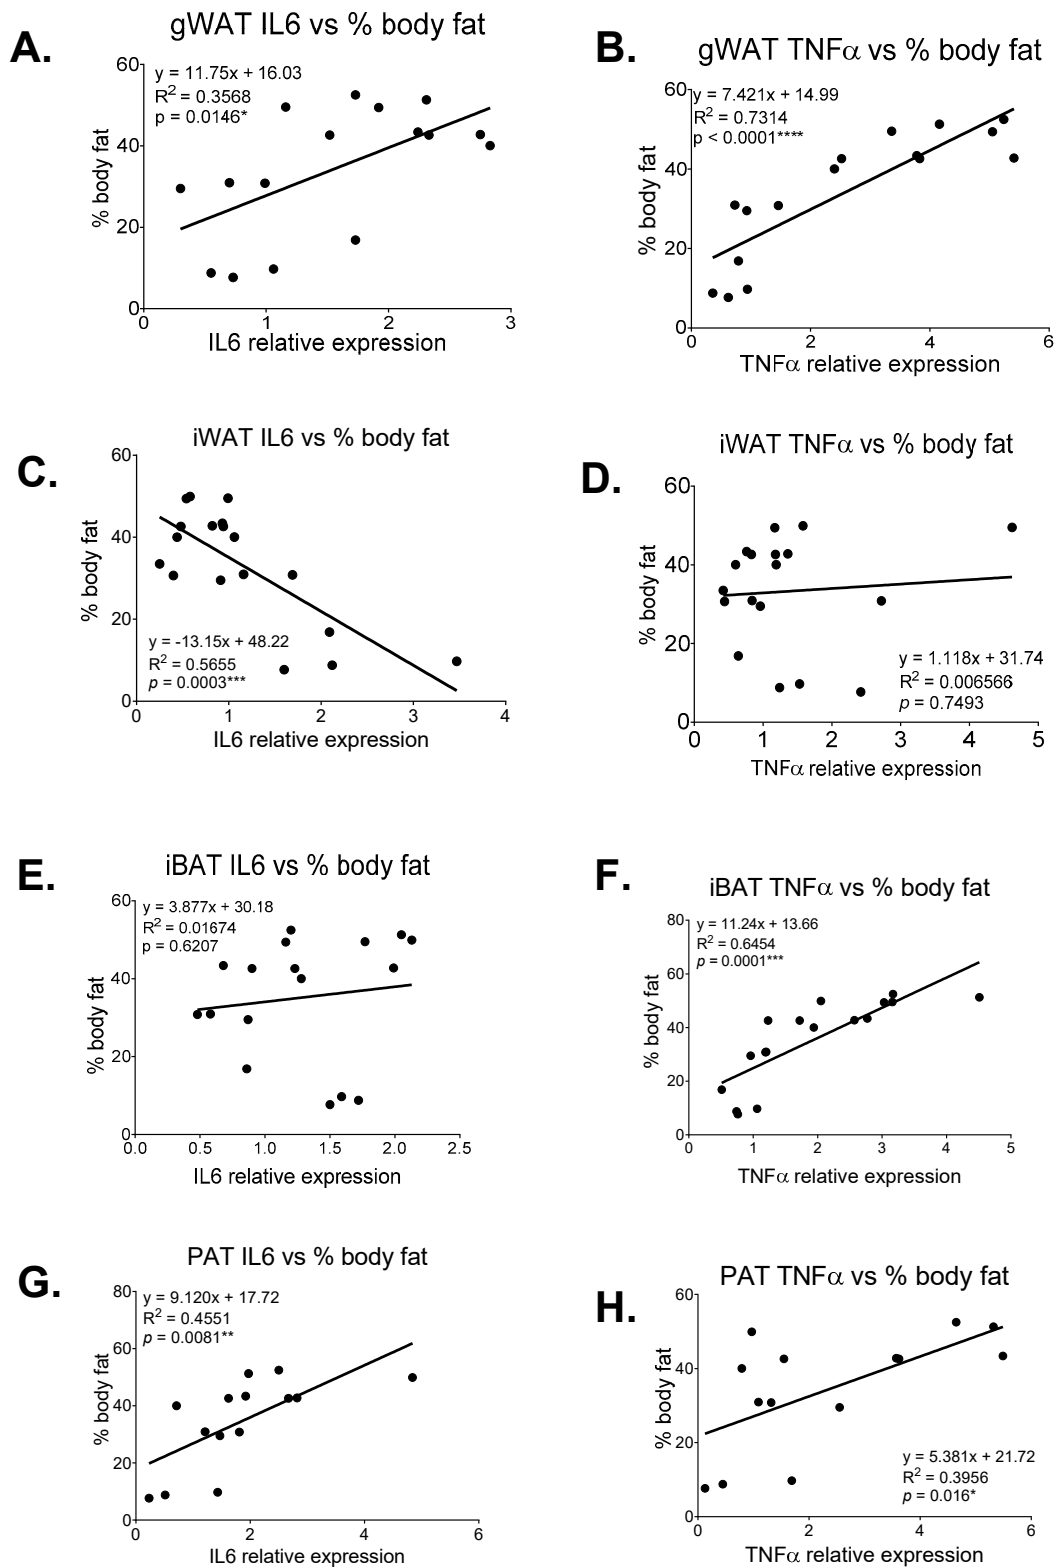 A.
gWAT IL6 vs % body fat
y = 11.75x + 16.03
R2 = 0.3568
p = 0.0146*
% body fat
60
40
20
0
0 1 2 3
IL6 relative expression
B.
gWAT TNFα vs % body fat
y = 7.421x + 14.99
R2 = 0.7314
p < 0.0001****
% body fat
60
40
20
0
0 2 4 6
TNFα relative expression
C.
iWAT IL6 vs % body fat
% body fat
60
40
20
0
y = -13.15x + 48.22
R2 = 0.5655
p = 0.0003***
0 1 2 3 4
IL6 relative expression
D.
iWAT TNFα vs % body fat
% body fat
60
40
20
0
y = 1.118x + 31.74
R2 = 0.006566
p = 0.7493
0 1 2 3 4 5
TNFα relative expression
E.
iBAT IL6 vs % body fat
y = 3.877x + 30.18
R2 = 0.01674
p = 0.6207
% body fat
60
40
20
0
0.0 0.5 1.0 1.5 2.0 2.5
IL6 relative expression
F.
iBAT TNFα vs % body fat
y = 11.24x + 13.66
R2 = 0.6454
p = 0.0001***
% body fat
80
60
40
20
0
0 1 2 3 4 5
TNFα relative expression
G.
PAT IL6 vs % body fat
y = 9.120x + 17.72
R2 = 0.4551
p = 0.0081**
% body fat
80
60
40
20
0
0 2 4 6
IL6 relative expression
H.
PAT TNFα vs % body fat
% body fat
60
40
20
0
y = 5.381x + 21.72
R2 = 0.3956
p = 0.016*
0 2 4 6
TNFα relative expression